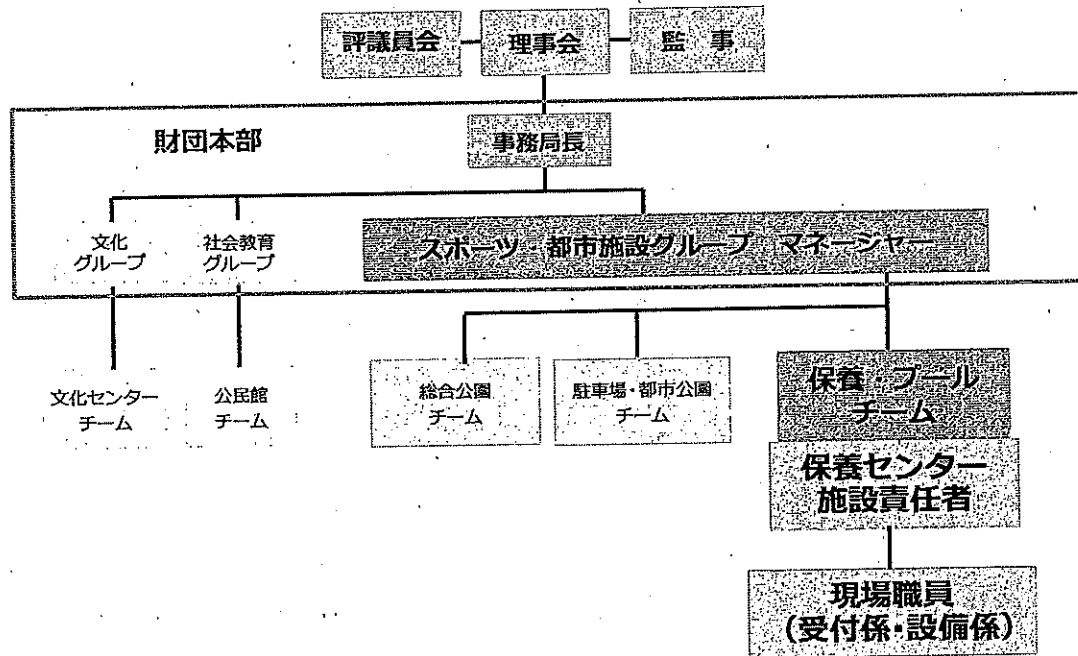 評議員会
理事会
監　事
財団本部
事務局長
文化
グループ
社会教育
グループ
スポーツ・都市施設グループ　マネージャー
文化センター
チーム
公民館
チーム
総合公園
チーム
駐車場・都市公園
チーム
保養・プール
チーム
保養センター
施設責任者
現場職員
（受付係・設備係）